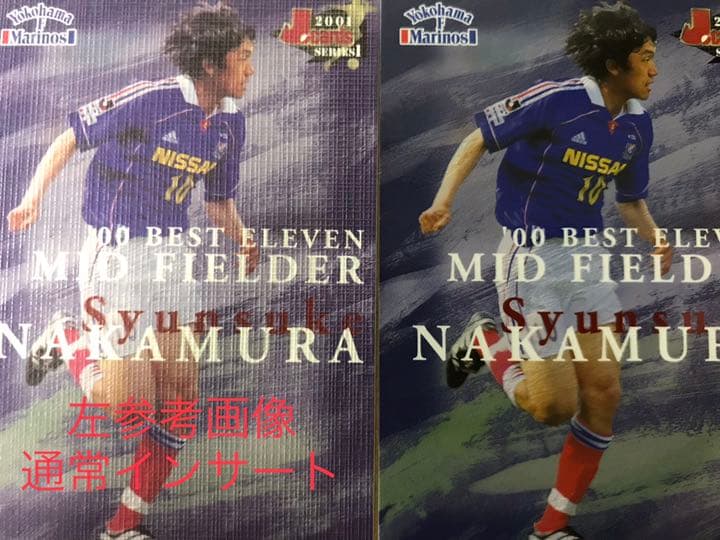 Yokohama
F
Marinos
J.cards
2001
SERIES1
NISSAN
10
'00 BEST ELEVEN
MID FIELDER
Syunsuke
NAKAMURA
左参考画像
通常インサート
Yokohama
F
Marinos
NISSAN
10
'00 BEST ELEV
MID FIELD
Syunsu
NAKAMUR